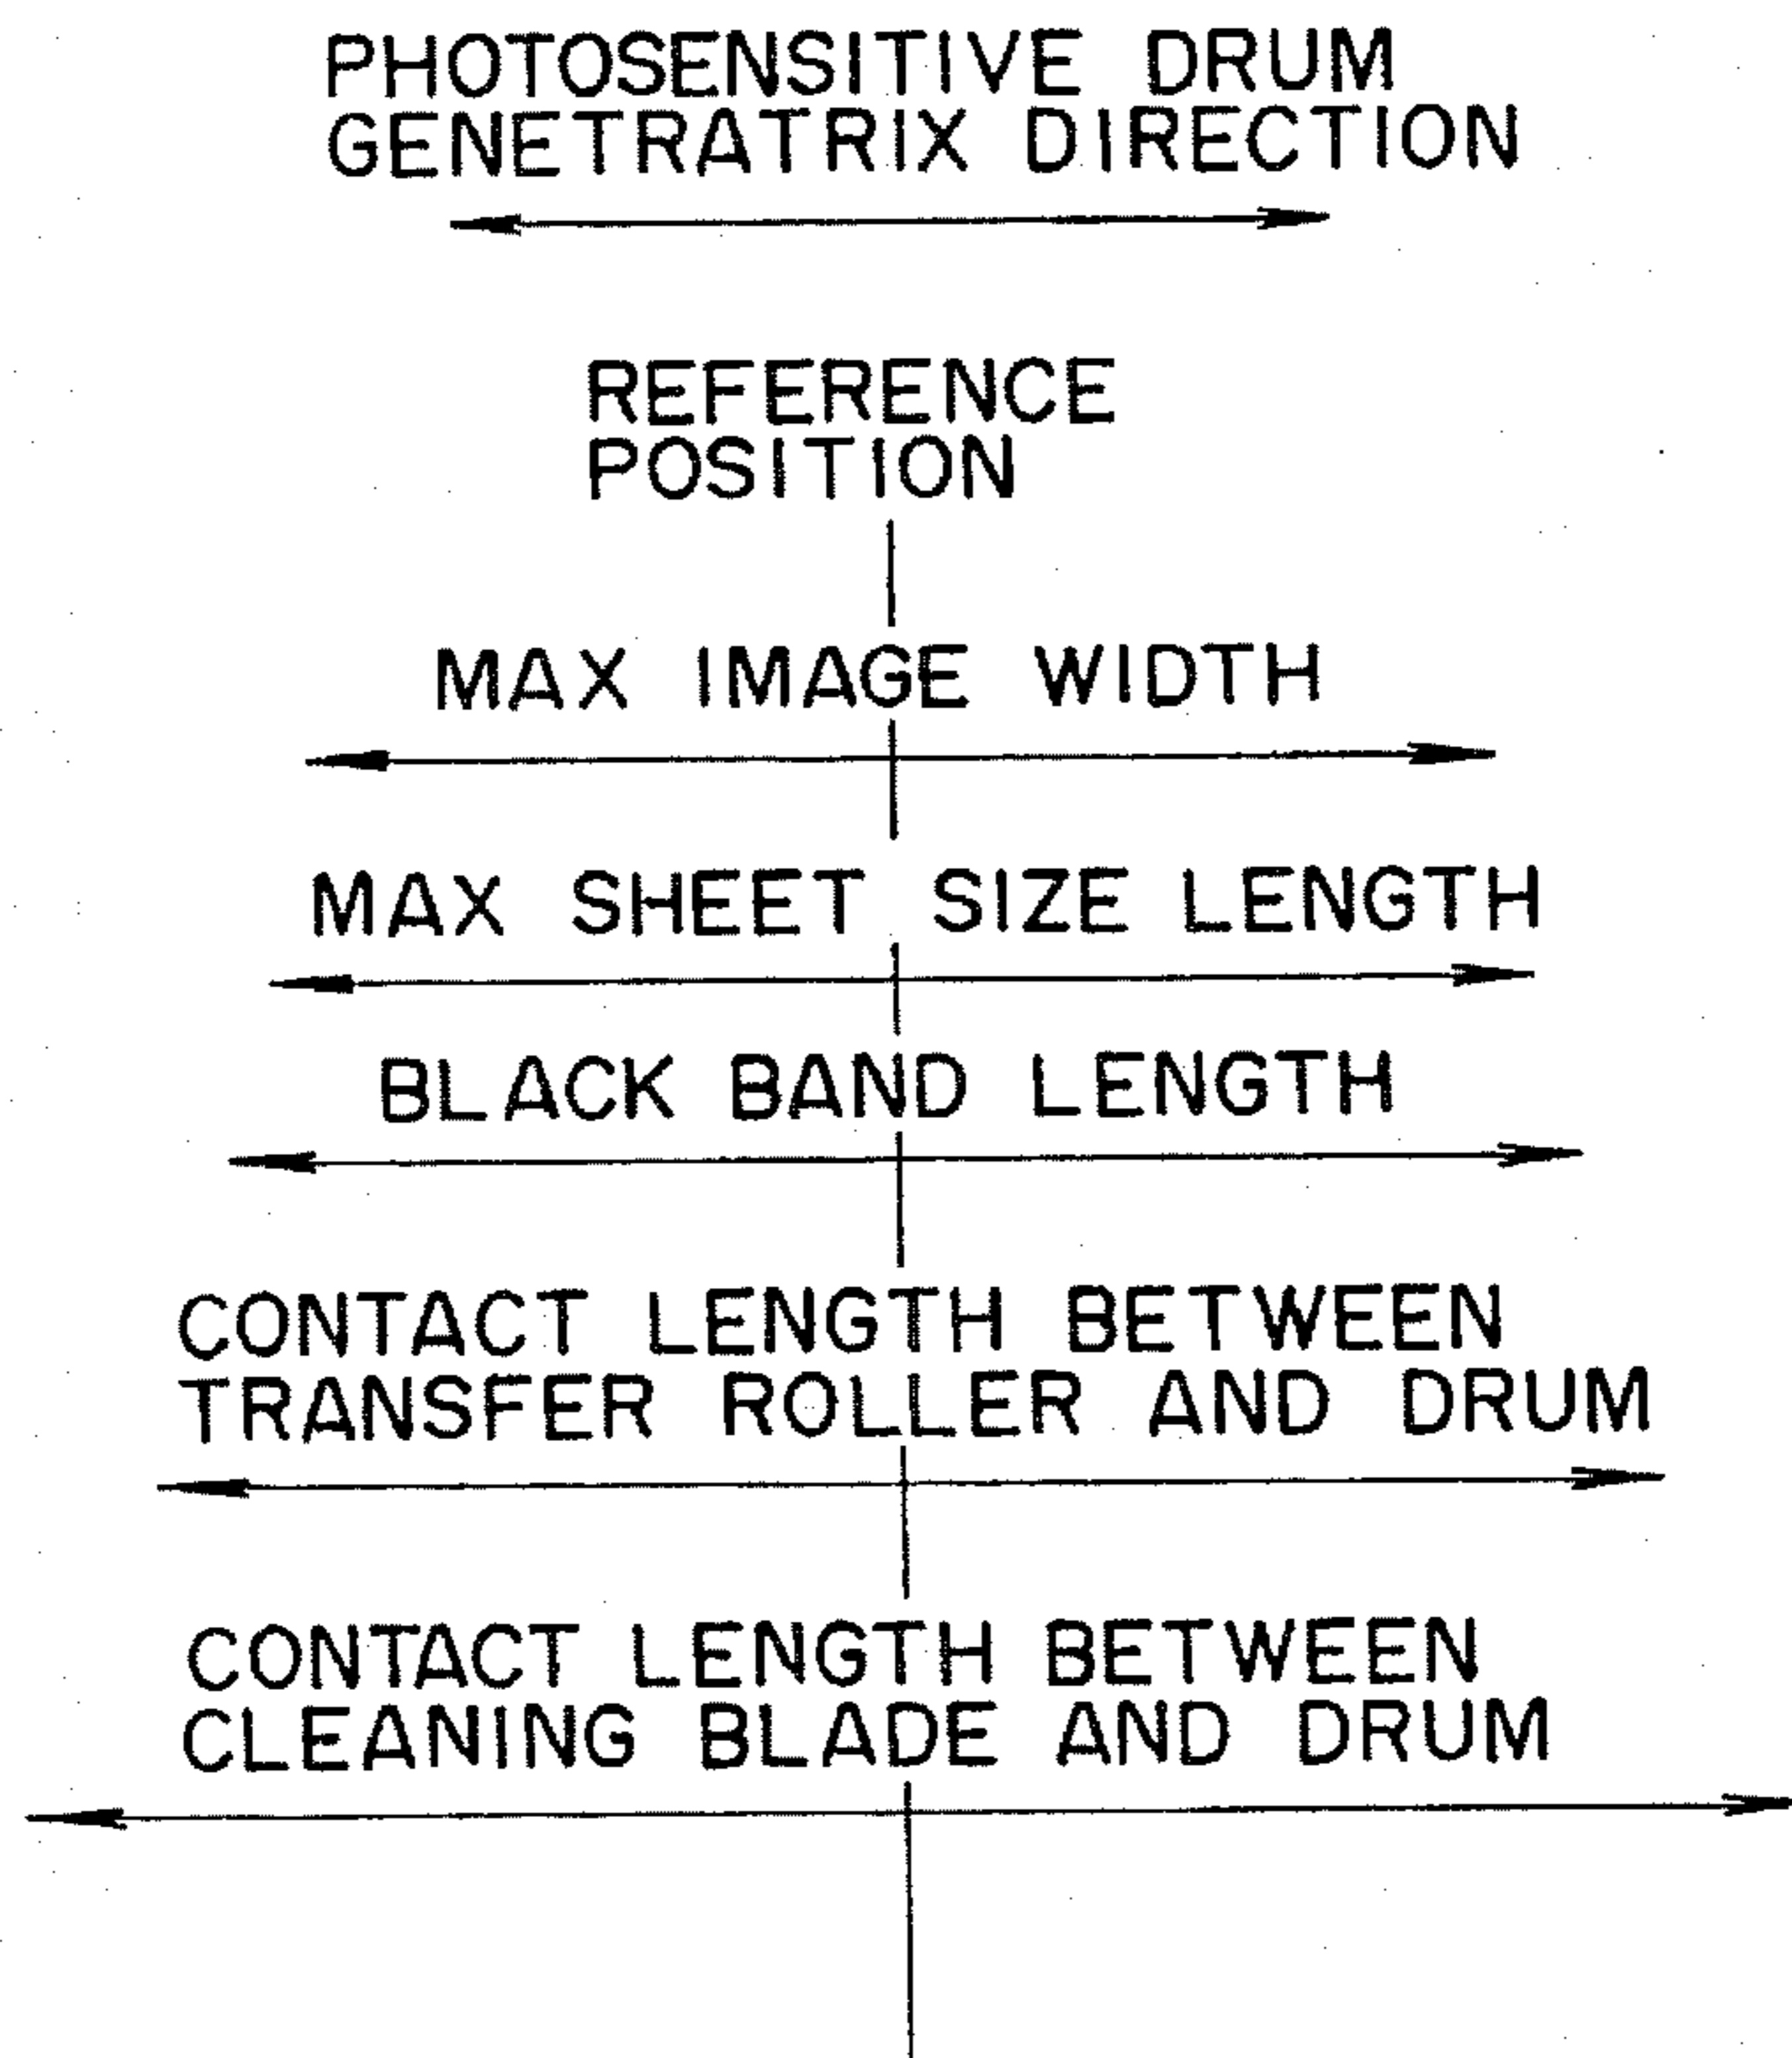 PHOTOSENSITIVE DRUM
GENETRATRIX DIRECTION
REFERENCE
POSITION
MAX IMAGE WIDTH
MAX SHEET SIZE LENGTH
BLACK BAND LENGTH
CONTACT LENGTH BETWEEN
TRANSFER ROLLER AND DRUM
CONTACT LENGTH BETWEEN
CLEANING BLADE AND DRUM